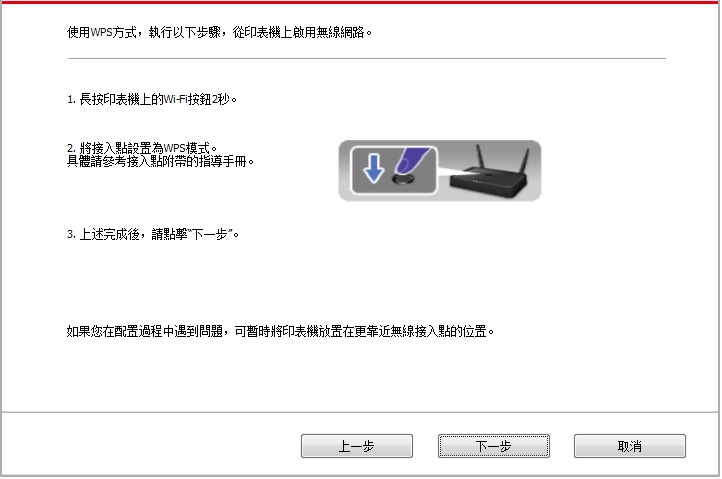 使用WPS方式，執行以下步驟，從印表機上啟用無線網路。
1. 長按印表機上的Wi-Fi按鈕2秒。
2. 將接入點設置為WPS模式。
具體請參考接入點附帶的指導手冊。
3. 上述完成後，請點擊"下一步"。
如果您在配置過程中遇到問題，可暫時將印表機放置在更靠近無線接入點的位置。
上一步
下一步
取消